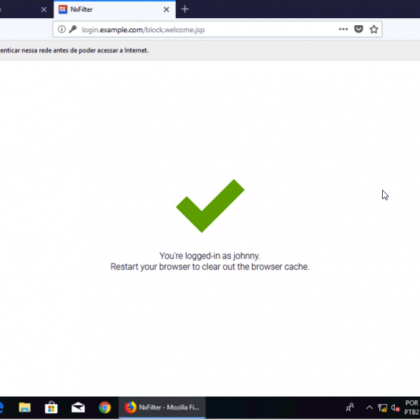 NxFilter
login.example.com/block,welcome.jsp
enticar nessa rede antes de poder acessar a Internet.
You're logged-in as johnny.
Restart your browser to clear out the browser cache.
NxFilter - Mozilla Fi...
POR
PTB2